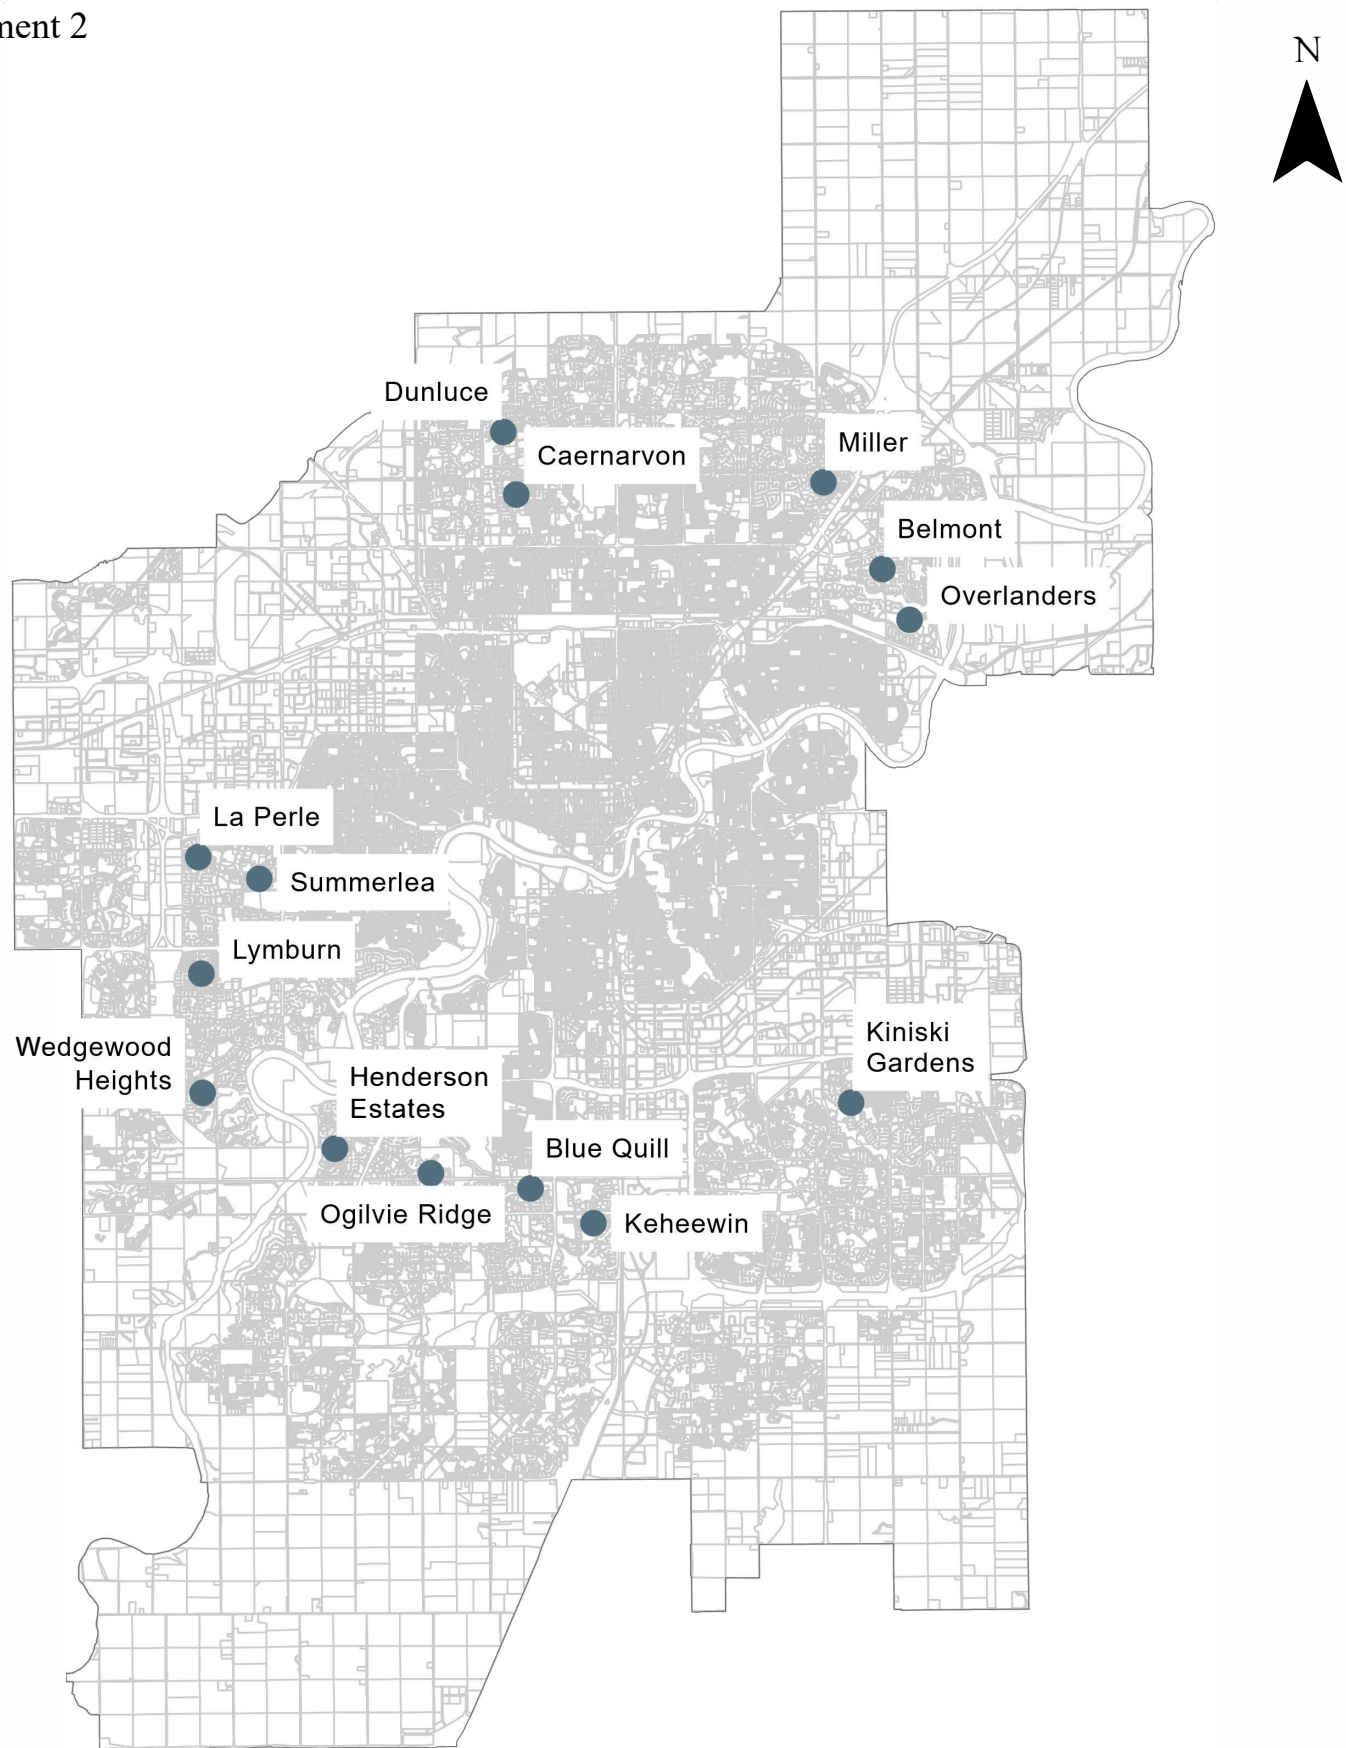 ment 2
N
Dunluce
Caernarvon
Miller
Belmont
Overlanders
La Perle
Summerlea
Lymburn
Wedgewood
Heights
Henderson
Estates
Kiniski
Gardens
Blue Quill
Ogilvie Ridge
Keheewin